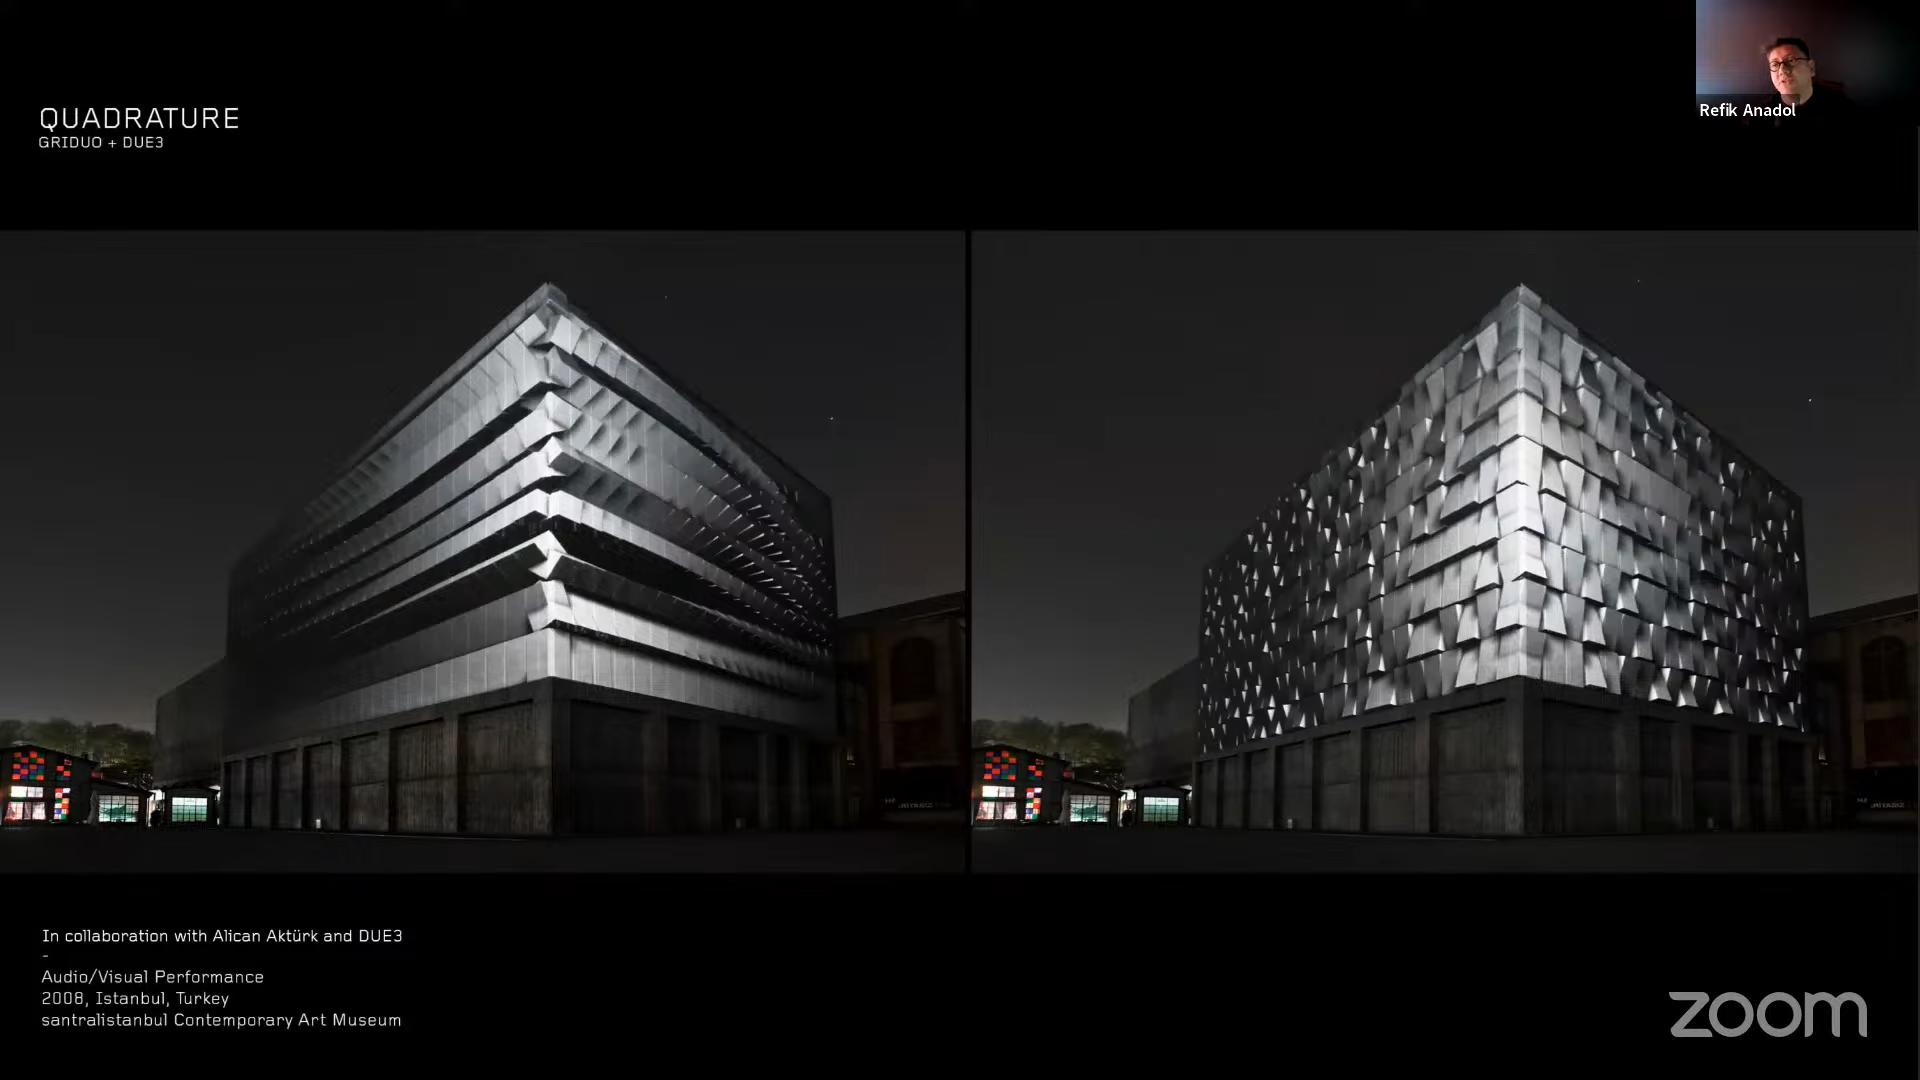 QUADRATURE
GRIDUO + DUE3
Refik Anadol
In collaboration with Alican Aktürk and DUE3
-
Audio/Visual Performance
2008, Istanbul, Turkey
santralistanbul Contemporary Art Museum
zoom